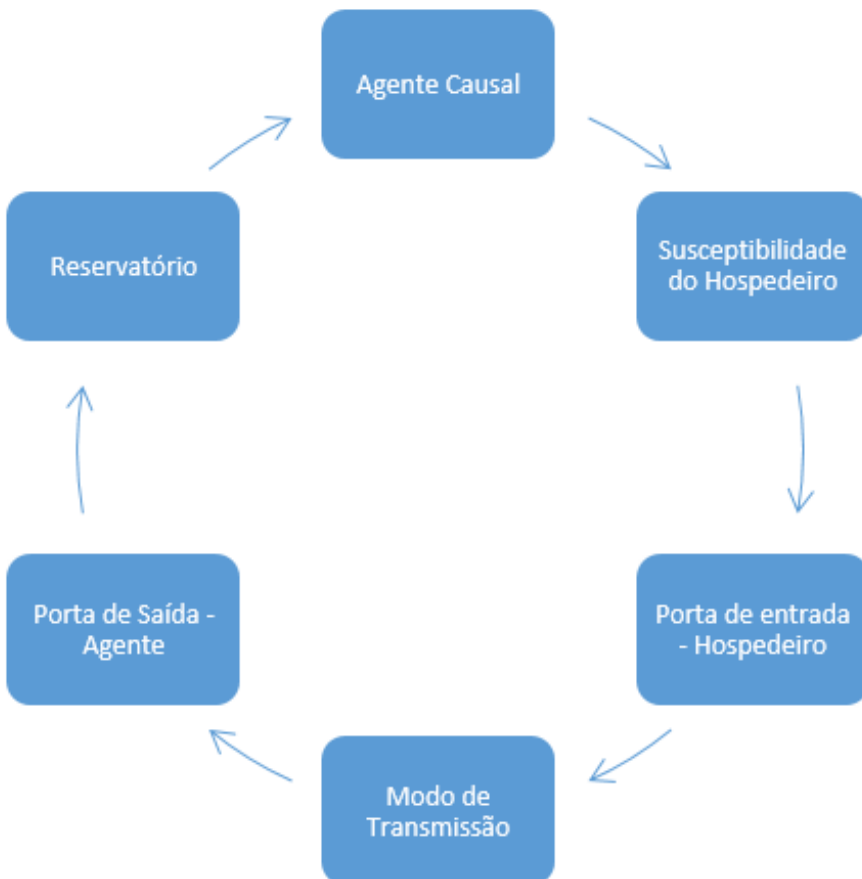 Agente Causal
Susceptibilidade
do Hospedeiro
Porta de entrada
- Hospedeiro
Modo de
Transmissão
Porta de Saída -
Agente
Reservatório